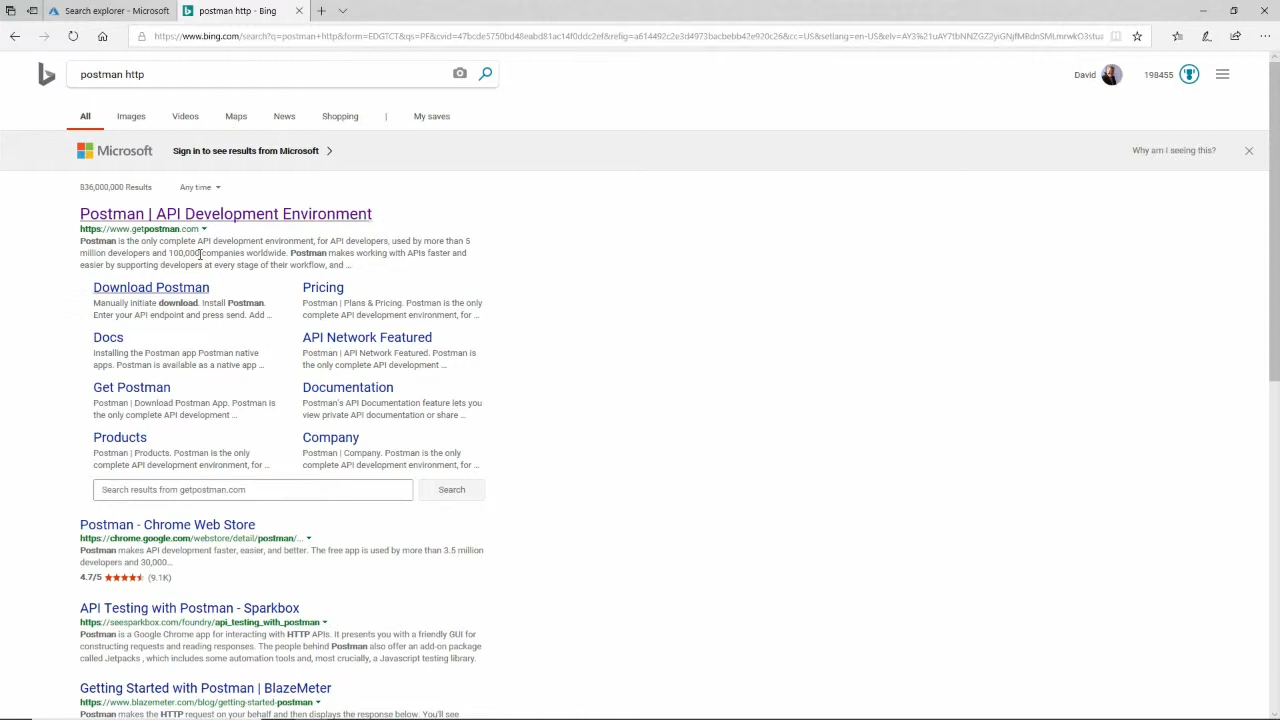 Search explorer - Microsof
postman http - Bing
https://www.bing.com/search?q=postman+http&form=EDGTCT&qs=PF&cvid=47bcde5750bd48eabd81ac14f0ddc2ef&refig=a614492c2e3d4973bacbebb42e920b26&cc=US&setlang=en-US&elv=
postman http
David
198455
All
Images
Videos
Maps
News
Shopping
|
My saves
Microsoft
Sign in to see results from Microsoft
Why am I seeing this?
836,000,000 Results
Any time
Postman | API Development Environment
https://www.getpostman.com
Postman is the only complete API development environment, for API developers, used by more than 5
million developers and 100,000 companies worldwide. Postman makes working with APIs faster and
easier by supporting developers at every stage of their workflow, and ...
Download Postman
Manually initiate download. Install Postman.
Enter your API endpoint and press send. Add ...
Pricing
Postman | Plans & Pricing. Postman is the only
complete API development environment, for ...
Docs
Installing the Postman app Postman native
apps. Postman is available as a native app ...
API Network Featured
Postman | API Network Featured. Postman is
the only complete API development ...
Get Postman
Postman | Download Postman App. Postman is
the only complete API development ...
Documentation
Postman's API Documentation feature lets you
view private API documentation or share ...
Products
Postman | Products. Postman is the only
complete API development environment, for ...
Company
Postman | Company. Postman is the only
complete API development environment, for ...
Search results from getpostman.com
Search
Postman - Chrome Web Store
https://chrome.google.com/webstore/detail/postman/...
Postman makes API development faster, easier, and better. The free app is used by more than 3.5 million
developers and 30,000...
4.7/5
(9.1K)
API Testing with Postman - Sparkbox
https://seesparkbox.com/foundry/api_testing_with_postman
Postman is a Google Chrome app for interacting with HTTP APIs. It presents you with a friendly GUI for
constructing requests and reading responses. The people behind Postman also offer an add-on package
called Jetpacks , which includes some automation tools and, most crucially, a Javascript testing library.
Getting Started with Postman | BlazeMeter
https://www.blazemeter.com/blog/getting-started-postman
Postman makes the HTTP request on your behalf and then displays the response below. You'll see